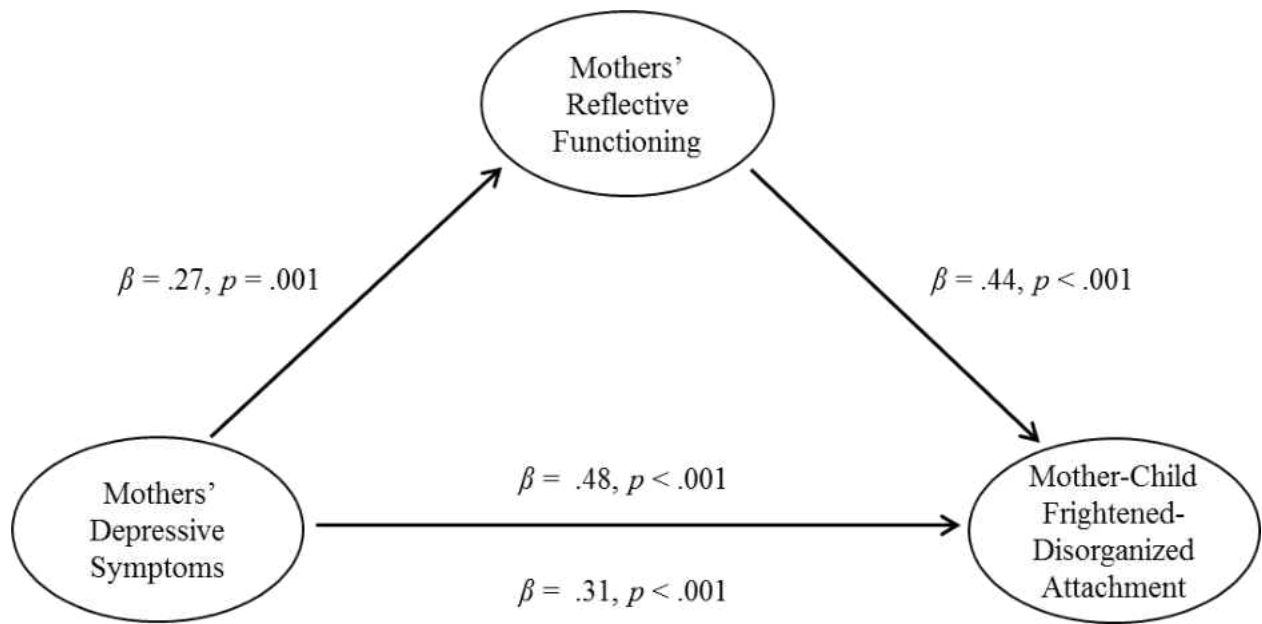 Mothers’
Reflective
Functioning
β = .27, p = .001
β = .44, p < .001
Mothers’
Depressive
Symptoms
β = .48, p < .001
β = .31, p < .001
Mother-Child
Frightened-
Disorganized
Attachment